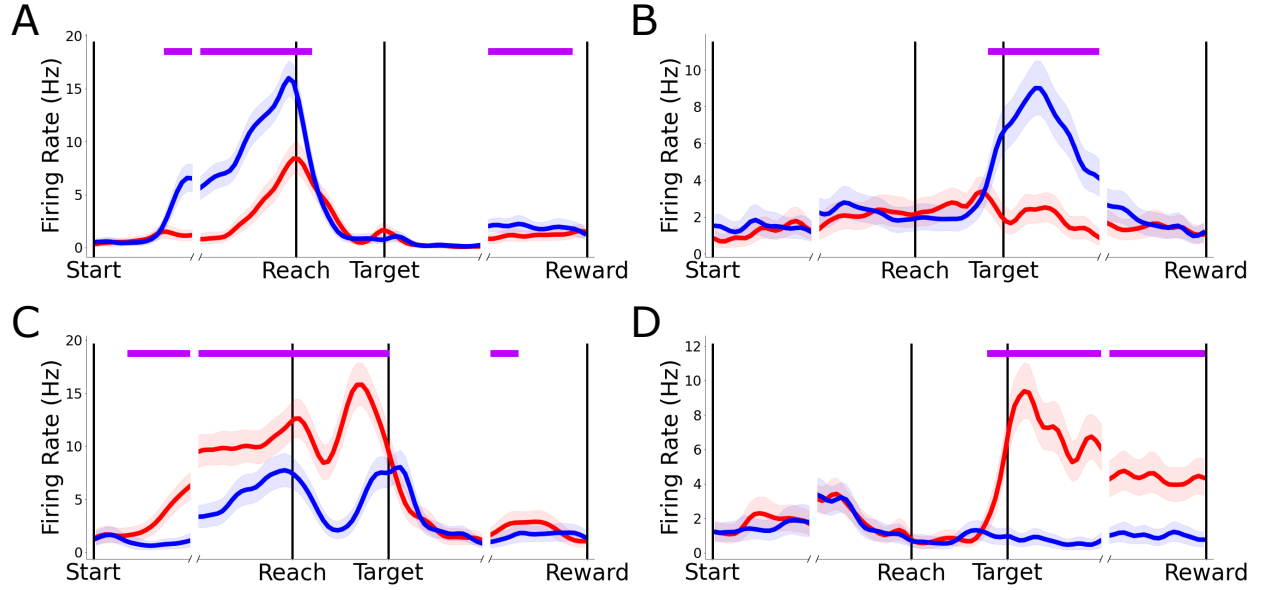 A
Firing Rate (Hz)
20
15
10
5
0
Start
Reach
Target
Reward
B
Firing Rate (Hz)
10
8
6
4
2
0
Start
Reach
Target
Reward
C
Firing Rate (Hz)
20
15
10
5
0
Start
Reach
Target
Reward
D
Firing Rate (Hz)
12
10
8
6
4
2
0
Start
Reach
Target
Reward